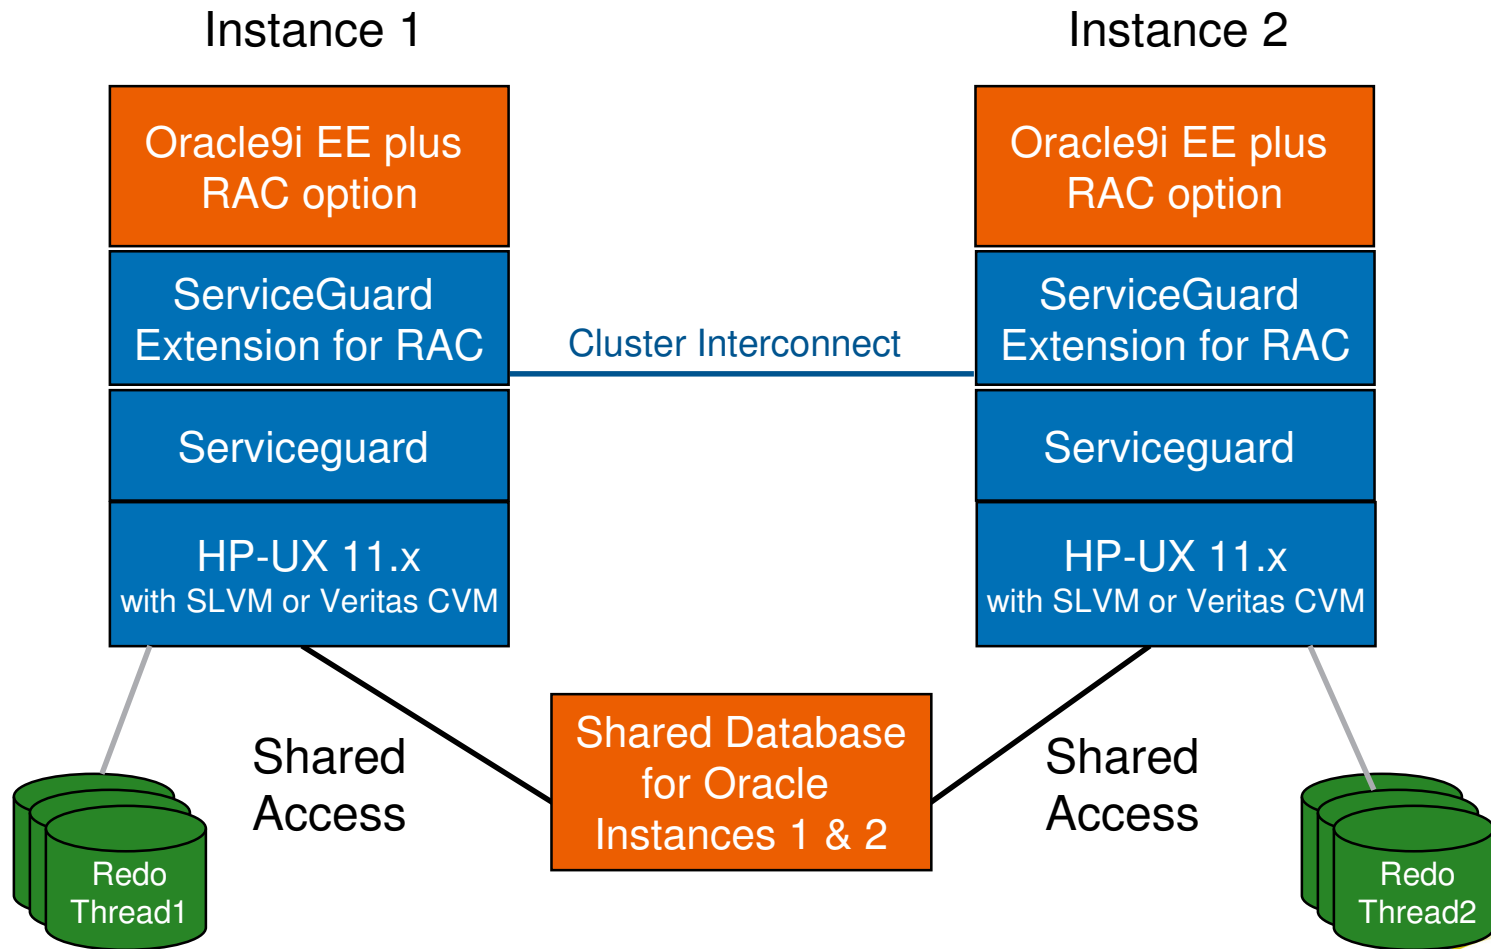 Instance 1
Oracle9i EE plus
RAC option
ServiceGuard
Extension for RAC
Serviceguard
HP-UX 11.x
with SLVM or Veritas CVM
Instance 2
Oracle9i EE plus
RAC option
ServiceGuard
Extension for RAC
Serviceguard
HP-UX 11.x
with SLVM or Veritas CVM
Cluster Interconnect
Shared
Access
Shared Database
for Oracle
Instances 1 & 2
Shared
Access
Redo
Thread1
Redo
Thread2